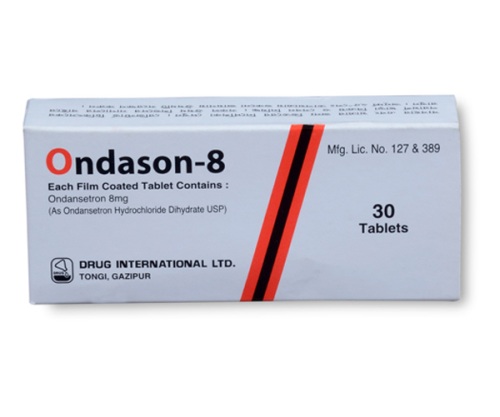 Ondason-8
Each Film Coated Tablet Contains :
Ondansetron 8mg
(As Ondansetron Hydrochloride Dihydrate USP)
Mfg. Lic. No. 127 & 389
30
Tablets
DRUG INTERNATIONAL LTD.
TONGI, GAZIPUR